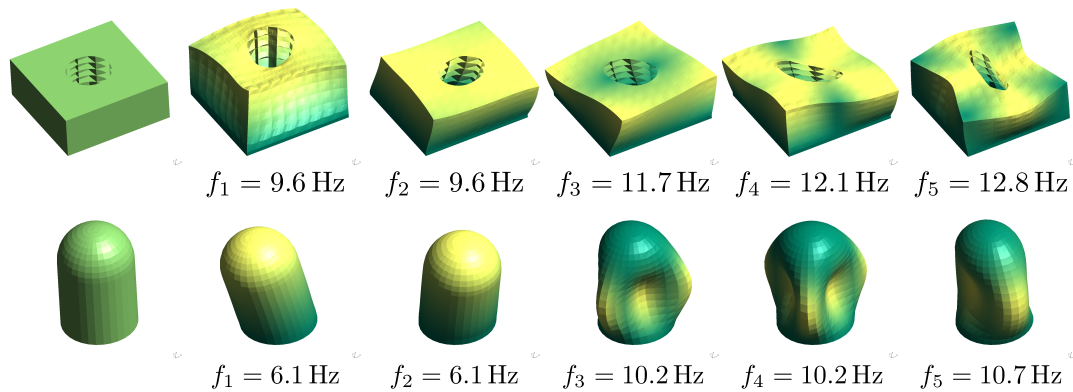 f₁ = 9.6 Hz f₂ = 9.6 Hz f₃ = 11.7 Hz f₄ = 12.1 Hz f₅ = 12.8 Hz
f₁ = 6.1 Hz f₂ = 6.1 Hz f₃ = 10.2 Hz f₄ = 10.2 Hz f₅ = 10.7 Hz